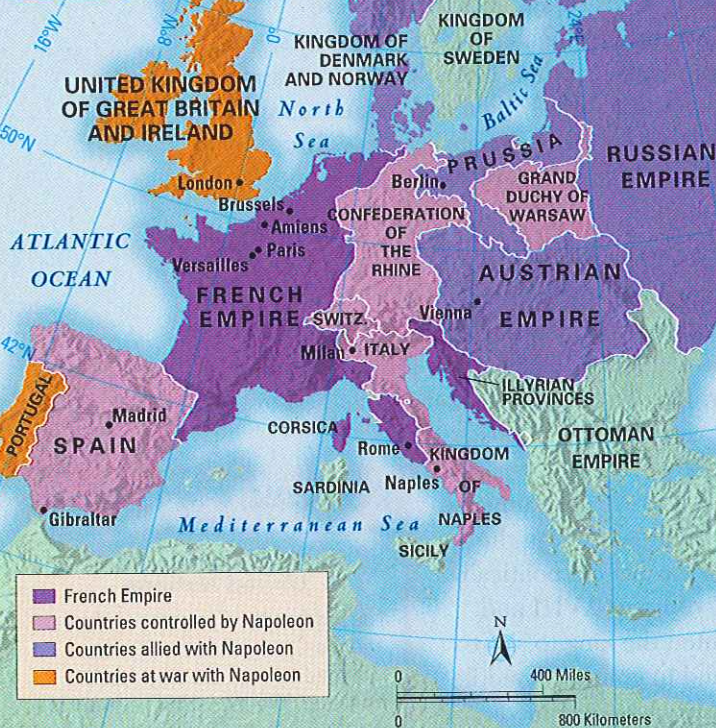 16°W
8°W
0°
24°E
KINGDOM OF
DENMARK
AND NORWAY
KINGDOM
OF
SWEDEN
UNITED KINGDOM
OF GREAT BRITAIN
AND IRELAND
North
Sea
Baltic Sea
50°N
PRUSSIA
RUSSIAN
EMPIRE
London
Berlin
GRAND
DUCHY OF
WARSAW
Brussels
Amiens
CONFEDERATION
OF
THE
RHINE
ATLANTIC
OCEAN
Paris
Versailles
FRENCH
EMPIRE
AUSTRIAN
EMPIRE
SWITZ.
Vienna
42°N
Milan
ITALY
ILLYRIAN
PROVINCES
PORTUGAL
Madrid
SPAIN
CORSICA
Rome
OTTOMAN
EMPIRE
KINGDOM
OF
NAPLES
SARDINIA
Naples
Gibraltar
Mediterranean Sea
SICILY
French Empire
Countries controlled by Napoleon
Countries allied with Napoleon
Countries at war with Napoleon
N
0 400 Miles
0 800 Kilometers